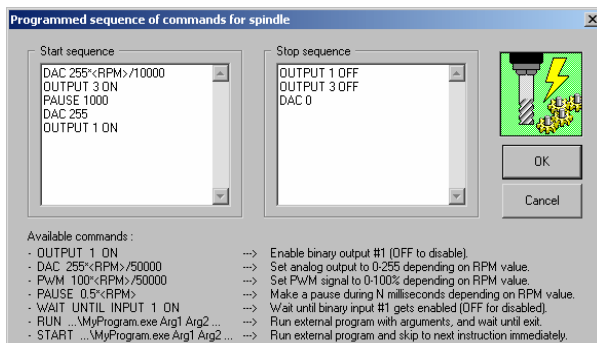 Programmed sequence of commands for spindle
Start sequence
DAC 255*<RPM>/10000
OUTPUT 3 ON
PAUSE 1000
DAC 255
OUTPUT 1 ON
Stop sequence
OUTPUT 1 OFF
OUTPUT 3 OFF
DAC 0
OK
Cancel
Available commands :
- OUTPUT 1 ON ---> Enable binary output #1 (OFF to disable).
- DAC 255*<RPM>/50000 ---> Set analog output to 0-255 depending on RPM value.
- PWM 100*<RPM>/50000 ---> Set PWM signal to 0-100% depending on RPM value.
- PAUSE 0.5*<RPM> ---> Make a pause during N milliseconds depending on RPM value.
- WAIT UNTIL INPUT 1 ON ---> Wait until binary input #1 gets enabled (OFF for disabled).
- RUN ...\MyProgram.exe Arg1 Arg2 ... ---> Run external program with arguments, and wait until exit.
- START ...\MyProgram.exe Arg1 Arg2 ... ---> Run external program and skip to next instruction immediately.